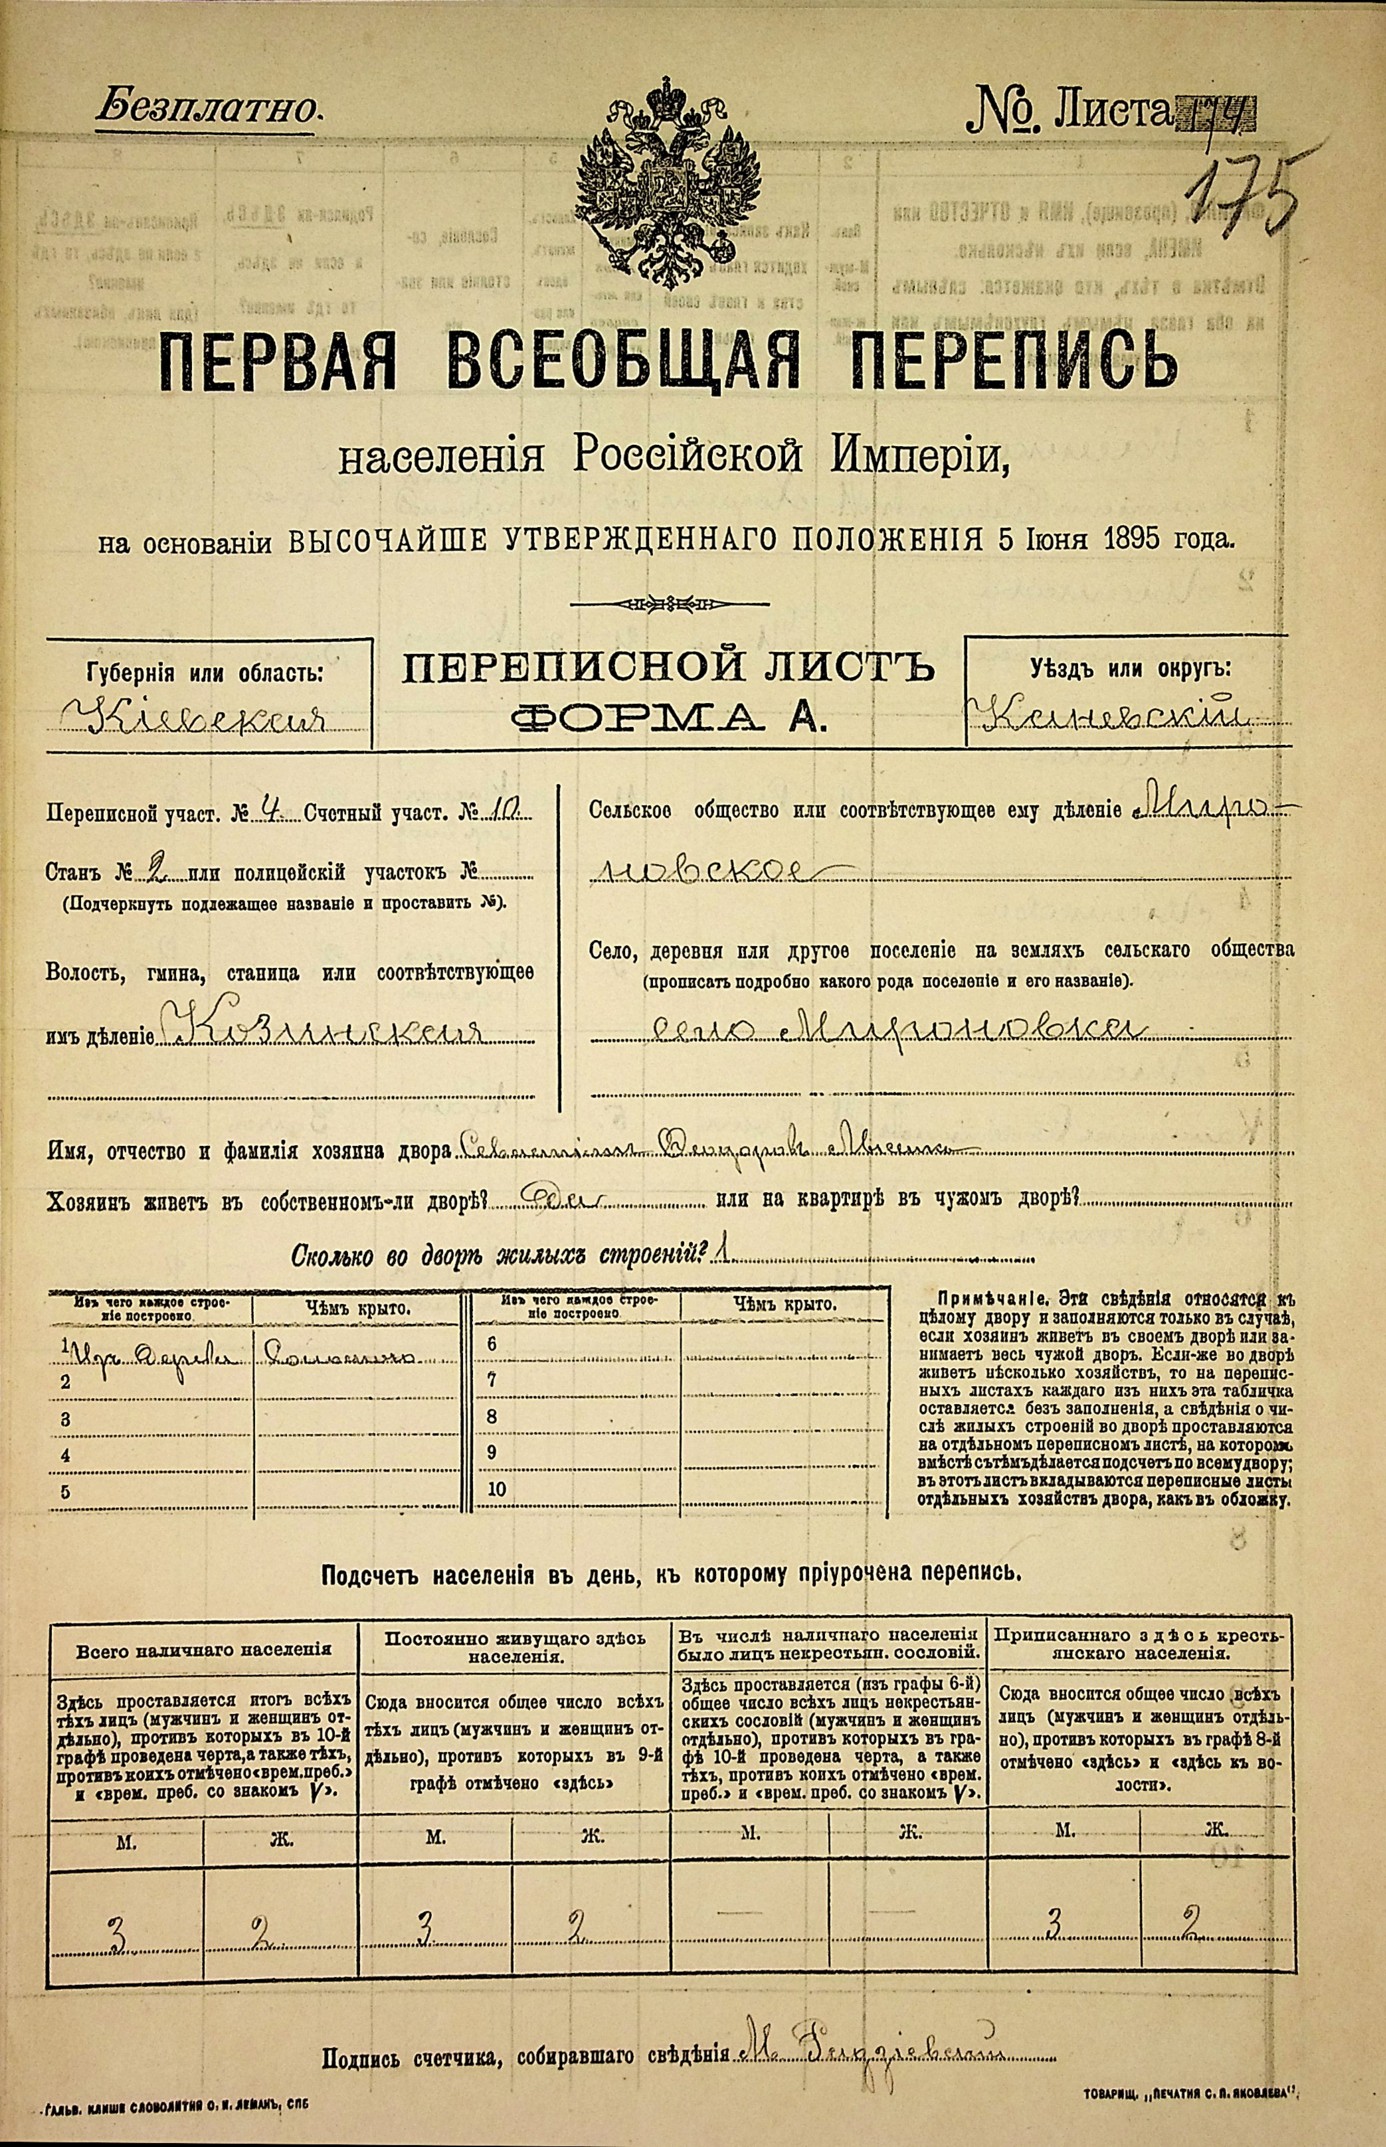 Безплатно.
№. Листа 174
175
ПЕРВАЯ ВСЕОБЩАЯ ПЕРЕПИСЬ
населенія Россійской Имперіи,
на основаніи ВЫСОЧАЙШЕ УТВЕРЖДЕННАГО ПОЛОЖЕНІЯ 5 Іюня 1895 года.
Губернія или область:
Кіевская
ПЕРЕПИСНОЙ ЛИСТЪ
ФОРМА А.
Уѣздъ или округъ:
Каневскій
Переписной участ. № 4 Счетный участ. № 10
Станъ № 2 или полицейскій участокъ №
(Подчеркнуть подлежащее названіе и проставить №).
Волость, гмина, станица или соотвѣтствующее
имъ дѣленіе Козинская
Сельское общество или соотвѣтствующее ему дѣленіе Миро-
новское
Село, деревня или другое поселеніе на земляхъ сельскаго общества
(прописать подробно какого рода поселеніе и его названіе).
село Мироновка
Имя, отчество и фамилія хозяина двора
Хозяинъ живетъ въ собственномъ-ли дворѣ? Да или на квартирѣ въ чужомъ дворѣ?
Сколько во дворѣ жилыхъ строеній? 1
Изъ чего каждое строе-
ніе построено
Чѣмъ крыто.
Изъ чего каждое строе-
ніе построено
Чѣмъ крыто.
1 Изъ дерева Соломою
2
3
4
5
6
7
8
9
10
Примѣчаніе. Эти свѣдѣнія относятся къ
цѣлому двору и заполняются только въ случаѣ,
если хозяинъ живетъ въ своемъ дворѣ или за-
нимаетъ весь чужой дворъ. Если-же во дворѣ
живетъ нѣсколько хозяйствъ, то на перепис-
ныхъ листахъ каждаго изъ нихъ эта табличка
оставляется безъ заполненія, а свѣдѣнія о чи-
слѣ жилыхъ строеній во дворѣ проставляются
на отдѣльномъ переписномъ листѣ, на которомъ
вмѣстѣ съ тѣмъ дѣлается подсчетъ по всему двору;
въ этотъ листъ вкладываются переписные листы
отдѣльныхъ хозяйствъ двора, какъ въ обложку.
Подсчетъ населенія въ день, къ которому пріурочена перепись.
Всего наличнаго населенія
Здѣсь проставляется итогъ всѣхъ
тѣхъ лицъ (мужчинъ и женщинъ от-
дѣльно), противъ которыхъ въ 10-й
графѣ проведена черта, а также тѣхъ,
противъ коихъ отмѣчено «врем. преб.»
и «врем. преб. со знакомъ V».
Постоянно живущаго здѣсь
населенія.
Сюда вносится общее число всѣхъ
тѣхъ лицъ (мужчинъ и женщинъ от-
дѣльно), противъ которыхъ въ 9-й
графѣ отмѣчено «здѣсь»
Въ числѣ наличнаго населенія
было лицъ некрестьян. сословій.
Здѣсь проставляется (изъ графы 6-й)
общее число всѣхъ лицъ некрестьян-
скихъ сословій (мужчинъ и женщинъ
отдѣльно), противъ которыхъ въ гра-
фѣ 10-й проведена черта, а также
тѣхъ, противъ коихъ отмѣчено «врем.
преб.» и «врем. преб. со знакомъ V».
Приписаннаго здѣсь кресть-
янскаго населенія.
Сюда вносится общее число всѣхъ
лицъ (мужчинъ и женщинъ отдѣль-
но), противъ которыхъ въ графѣ 8-й
отмѣчено «здѣсь» и «здѣсь къ во-
лости».
М. Ж. М. Ж. М. Ж. М. Ж.
3 2 3 2 — — 3 2
Подпись счетчика, собиравшаго свѣдѣнія М.
Гальв. клише словолитня О. И. Леманъ, СПБ
ТОВАРИЩ. „ПЕЧАТНЯ С. П. ЯКОВЛЕВА".